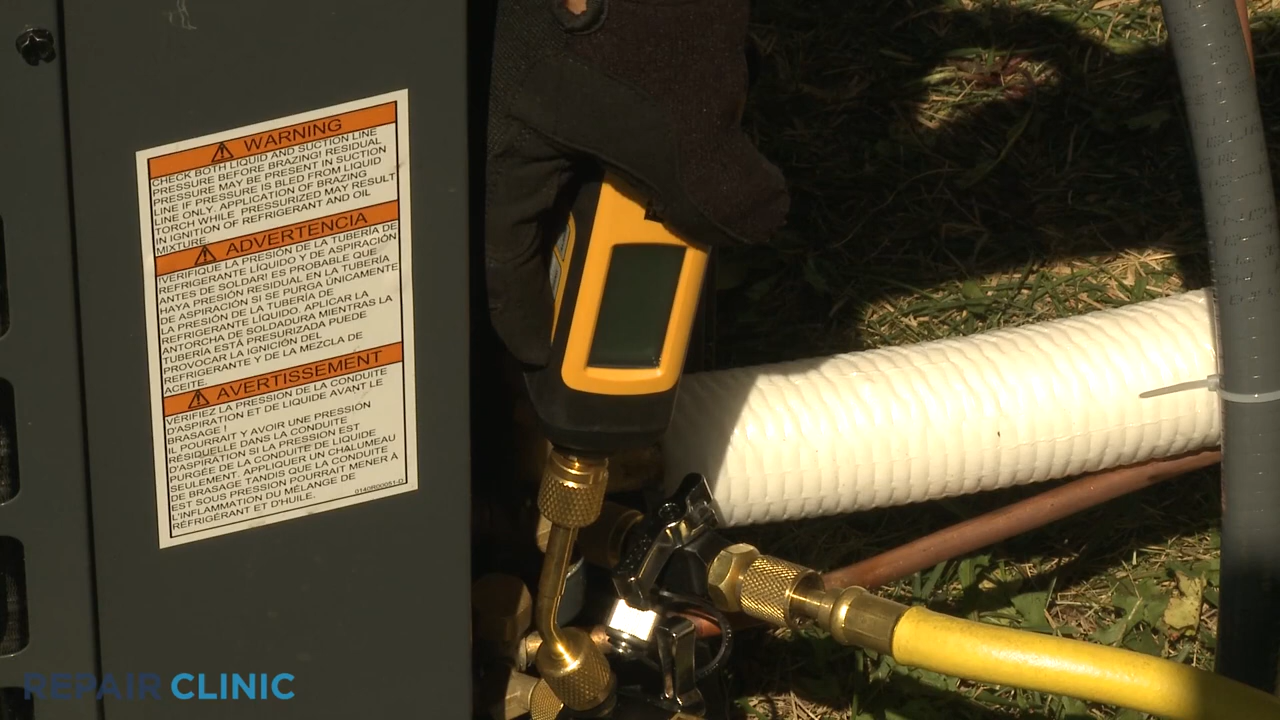 WARNING
CHECK BOTH LIQUID AND SUCTION LINE
PRESSURE BEFORE BRAZING! RESIDUAL
PRESSURE MAY BE PRESENT IN SUCTION
LINE IF PRESSURE IS BLED FROM LIQUID
LINE ONLY. APPLICATION OF BRAZING
TORCH WHILE PRESSURIZED MAY RESULT
IN IGNITION OF REFRIGERANT AND OIL
MIXTURE.
ADVERTENCIA
!VERIFIQUE LA PRESIÓN DE LA TUBERÍA DE
REFRIGERANTE LÍQUIDO Y DE ASPIRACIÓN
ANTES DE SOLDAR! ES PROBABLE QUE
HAYA PRESIÓN RESIDUAL EN LA TUBERÍA
DE ASPIRACIÓN SI SE PURGA ÚNICAMENTE
LA PRESIÓN DE LA TUBERÍA DE
REFRIGERANTE LÍQUIDO. APLICAR LA
ANTORCHA DE SOLDADURA MIENTRAS LA
TUBERÍA ESTÁ PRESURIZADA PUEDE
PROVOCAR LA IGNICIÓN DEL
REFRIGERANTE Y DE LA MEZCLA DE
ACEITE.
AVERTISSEMENT
VÉRIFIEZ LA PRESSION DE LA CONDUITE
D'ASPIRATION ET DE LIQUIDE AVANT LE
BRASAGE !
IL POURRAIT Y AVOIR UNE PRESSION
RÉSIDUELLE DANS LA CONDUITE
D'ASPIRATION SI LA PRESSION EST
PURGÉE DE LA CONDUITE DE LIQUIDE
SEULEMENT. APPLIQUER UN CHALUMEAU
DE BRASAGE TANDIS QUE LA CONDUITE
EST SOUS PRESSION POURRAIT MENER À
L'INFLAMMATION DU MÉLANGE DE
RÉFRIGÉRANT ET D'HUILE.
0140R00051-D
REPAIR CLINIC